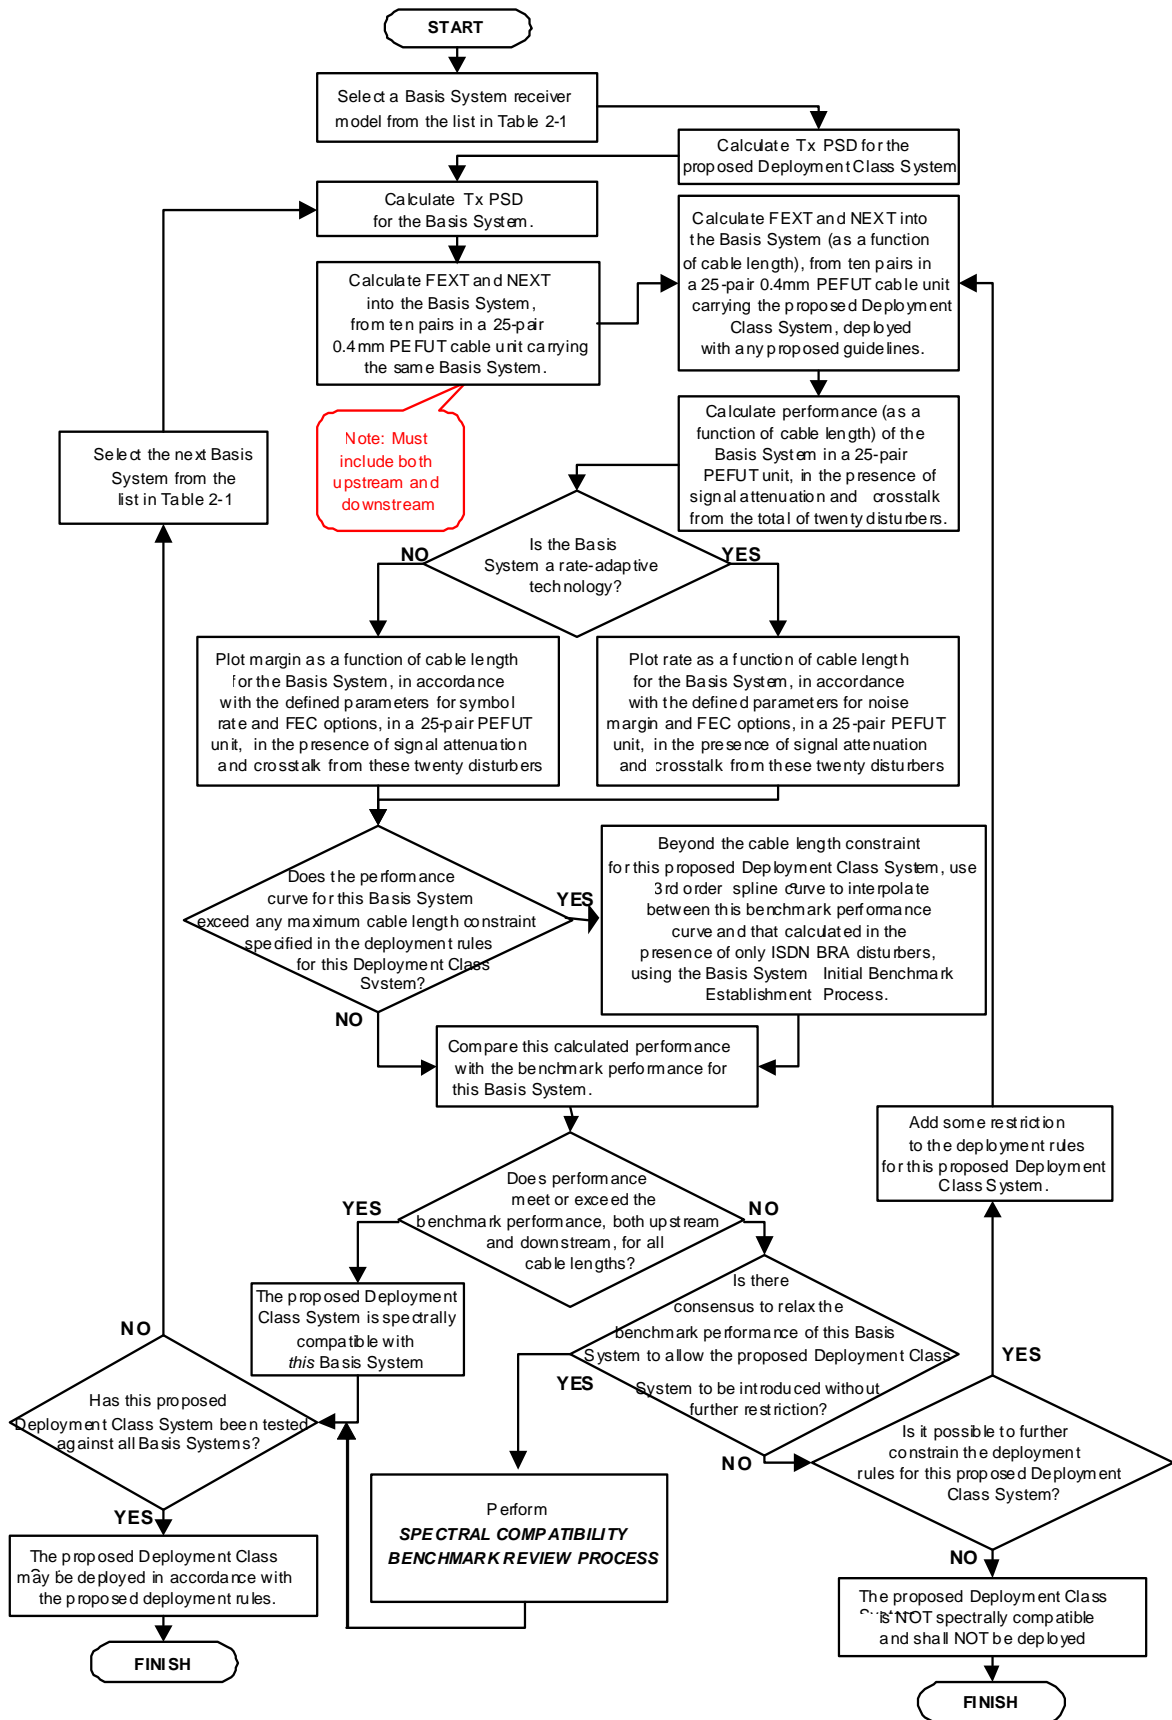 START
Select a Basis System receiver
model from the list in Table 2-1
Calculate Tx PSD for the
proposed Deployment Class System
Calculate Tx PSD
for the Basis System.
Calculate FEXT and NEXT into
the Basis System (as a function
of cable length), from ten pairs in
a 25-pair 0.4mm PEFUT cable unit
carrying the proposed Deployment
Class System, deployed
with any proposed guidelines.
Calculate FEXT and NEXT
into the Basis System,
from ten pairs in a 25-pair
0.4mm PEFUT cable unit carrying
the same Basis System.
Note: Must
include both
upstream and
downstream
Calculate performance (as a
function of cable length) of the
Basis System in a 25-pair
PEFUT unit, in the presence of
signal attenuation and crosstalk
from the total of twenty disturbers.
Select the next Basis
System from the
list in Table 2-1
Is the Basis
System a rate-adaptive
technology?
NO
YES
Plot margin as a function of cable length
for the Basis System, in accordance
with the defined parameters for symbol
rate and FEC options, in a 25-pair PEFUT
unit, in the presence of signal attenuation
and crosstalk from these twenty disturbers
Plot rate as a function of cable length
for the Basis System, in accordance
with the defined parameters for noise
margin and FEC options, in a 25-pair PEFUT
unit, in the presence of signal attenuation
and crosstalk from these twenty disturbers
Does the performance
curve for this Basis System
exceed any maximum cable length constraint
specified in the deployment rules
for this Deployment Class
System?
YES
NO
Beyond the cable length constraint
for this proposed Deployment Class System, use
3rd order spline curve to interpolate
between this benchmark performance
curve and that calculated in the
presence of only ISDN BRA disturbers,
using the Basis System Initial Benchmark
Establishment Process.
Compare this calculated performance
with the benchmark performance for
this Basis System.
Add some restriction
to the deployment rules
for this proposed Deployment
Class System.
Does performance
meet or exceed the
benchmark performance, both upstream
and downstream, for all
cable lengths?
YES
NO
The proposed Deployment
Class System is spectrally
compatible with
this Basis System
Is there
consensus to relax the
benchmark performance of this Basis
System to allow the proposed Deployment Class
System to be introduced without
further restriction?
YES
NO
Is it possible to further
constrain the deployment
rules for this proposed Deployment
Class System?
YES
NO
Has this proposed
Deployment Class System been tested
against all Basis Systems?
NO
YES
Perform
SPECTRAL COMPATIBILITY
BENCHMARK REVIEW PROCESS
The proposed Deployment Class
may be deployed in accordance with
the proposed deployment rules.
FINISH
The proposed Deployment Class
is NOT spectrally compatible
and shall NOT be deployed
FINISH